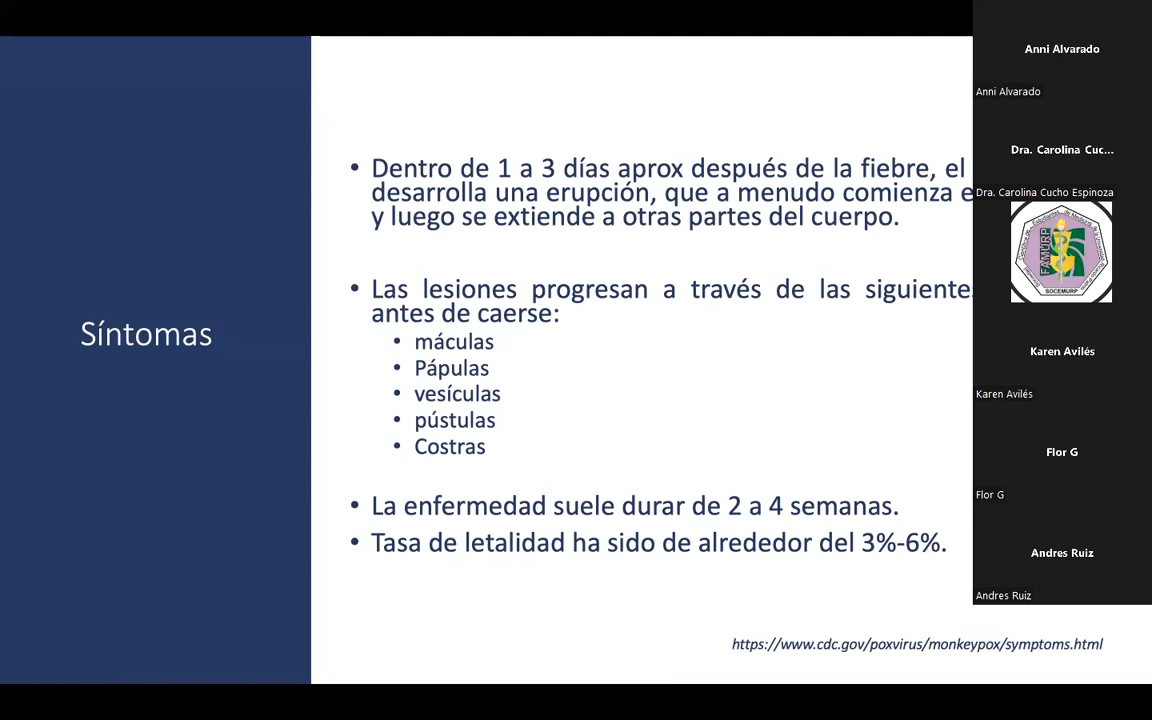 Síntomas
• Dentro de 1 a 3 días aprox después de la fiebre, el
desarrolla una erupción, que a menudo comienza e
y luego se extiende a otras partes del cuerpo.
• Las lesiones progresan a través de las siguiente
antes de caerse:
• máculas
• Pápulas
• vesículas
• pústulas
• Costras
• La enfermedad suele durar de 2 a 4 semanas.
• Tasa de letalidad ha sido de alrededor del 3%-6%.
https://www.cdc.gov/poxvirus/monkeypox/symptoms.html
Anni Alvarado
Anni Alvarado
Dra. Carolina Cuc...
Dra. Carolina Cucho Espinoza
FAMURP
SOCEMURP
Karen Avilés
Karen Avilés
Flor G
Flor G
Andres Ruiz
Andres Ruiz